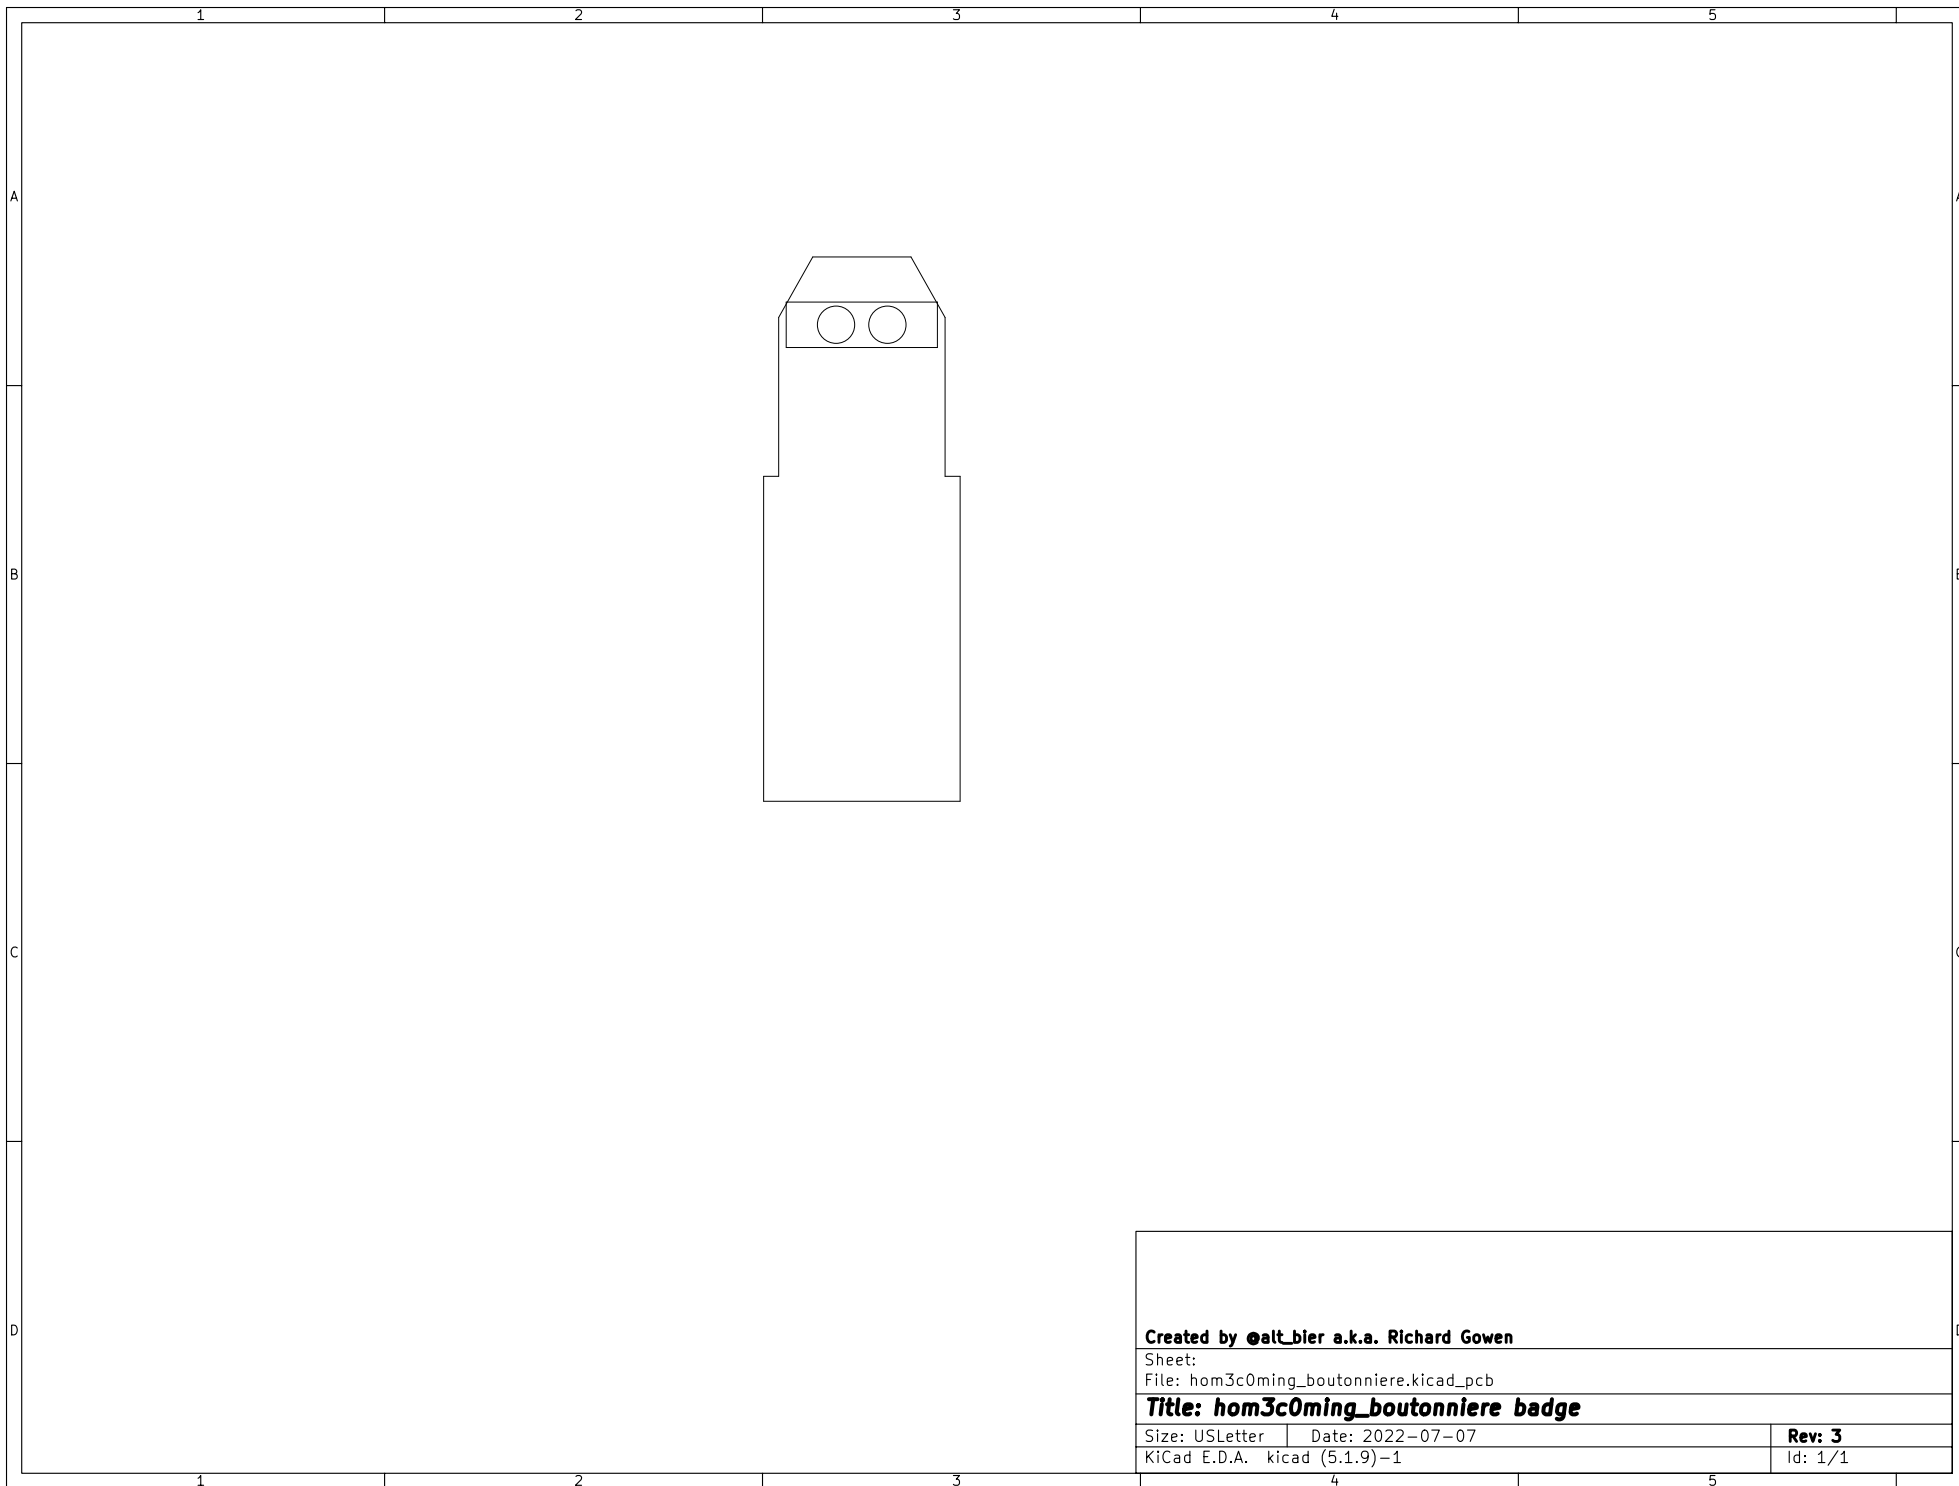 1 2 3 4 5
A A
B B
C C
D D
Created by @alt_bier a.k.a. Richard Gowen
Sheet:
File: hom3c0ming_boutonniere.kicad_pcb
Title: hom3c0ming_boutonniere badge
Size: USLetter Date: 2022-07-07 Rev: 3
KiCad E.D.A. kicad (5.1.9)-1 Id: 1/1
1 2 3 4 5